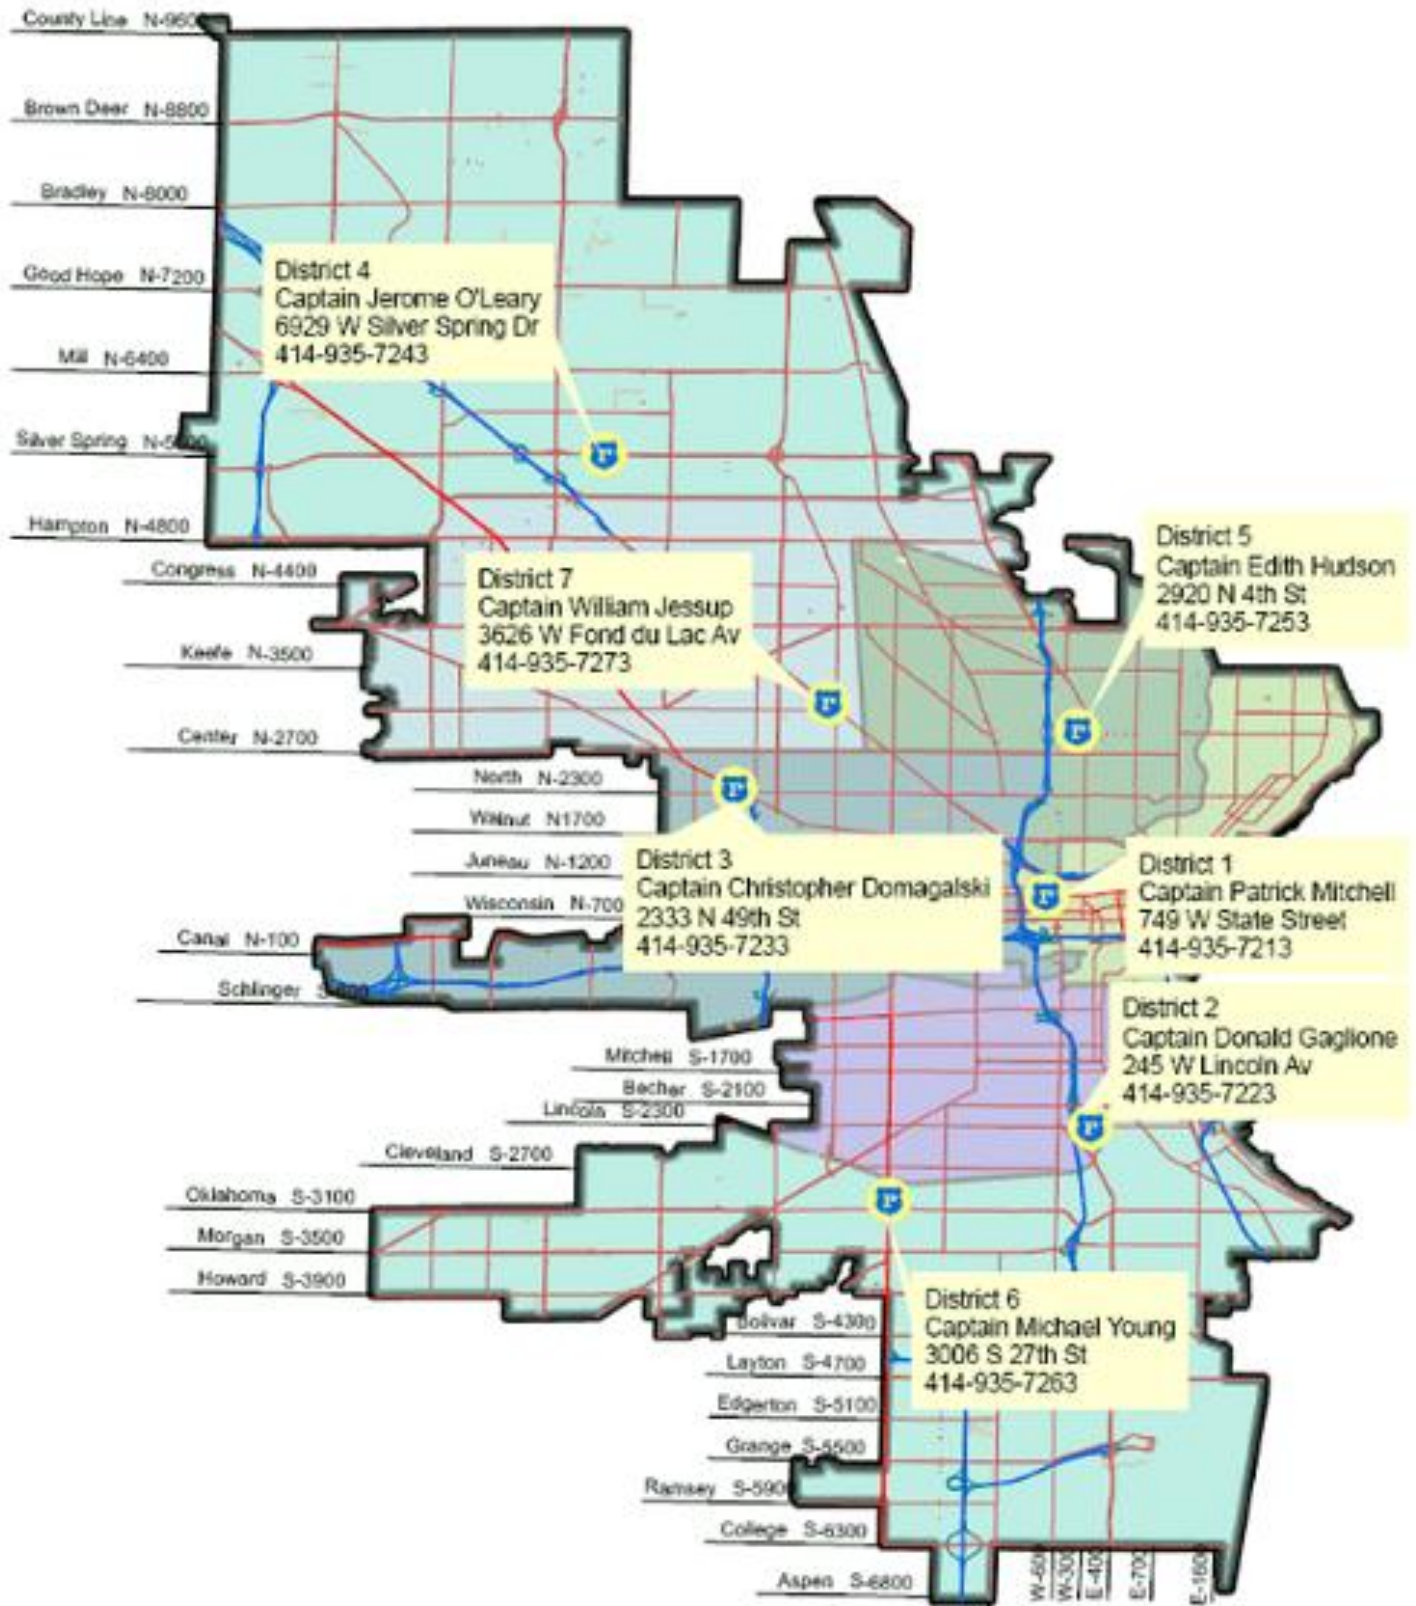 County Line N-9600
Brown Deer N-8800
Bradley N-8000
Good Hope N-7200
Mill N-6400
Silver Spring
Hampton N-4800
Congress N-4400
Keefe N-3500
Center N-2700
North N-2300
Walnut N1700
Juneau N-1200
Wisconsin N-700
Canal N-100
Schlinger
Mitchell S-1700
Becher S-2100
Lincoln S-2300
Cleveland S-2700
Oklahoma S-3100
Morgan S-3500
Howard S-3900
Bolivar S-4300
Layton S-4700
Edgerton S-5100
Grange S-5500
Ramsey S-5900
College S-6300
Aspen S-6800
W-600
W-300
E-400
E-700
E-1600
District 4
Captain Jerome O'Leary
6929 W Silver Spring Dr
414-935-7243
District 5
Captain Edith Hudson
2920 N 4th St
414-935-7253
District 7
Captain William Jessup
3626 W Fond du Lac Av
414-935-7273
District 3
Captain Christopher Domagalski
2333 N 49th St
414-935-7233
District 1
Captain Patrick Mitchell
749 W State Street
414-935-7213
District 2
Captain Donald Gaglione
245 W Lincoln Av
414-935-7223
District 6
Captain Michael Young
3006 S 27th St
414-935-7263